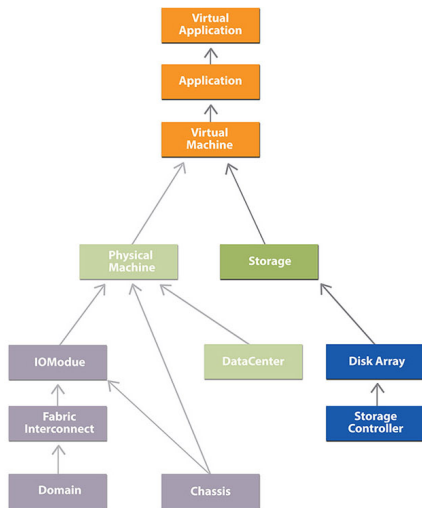 Virtual
Application
Application
Virtual
Machine
Physical
Machine
Storage
IOModue
DataCenter
Disk Array
Fabric
Interconnect
Storage
Controller
Domain
Chassis